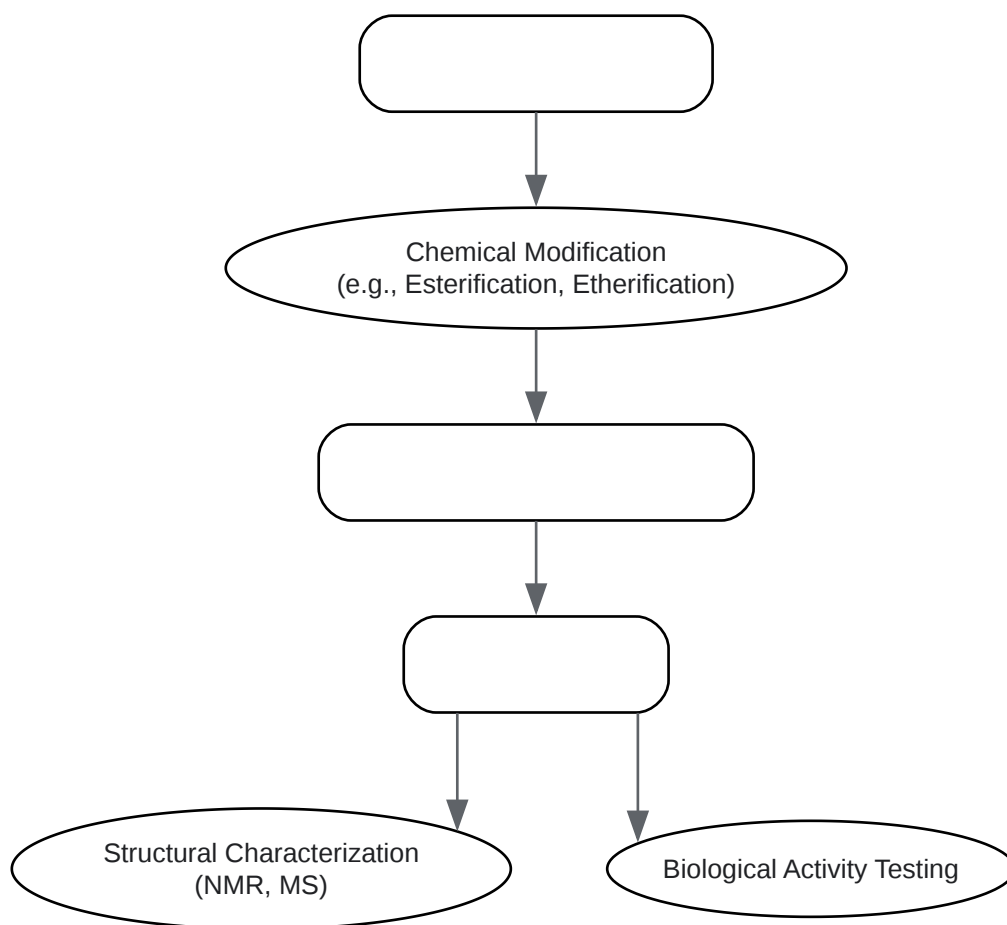 Chemical Modification
(e.g., Esterification, Etherification)
Structural Characterization
(NMR, MS)
Biological Activity Testing